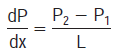 dP/dx = (P₂ − P₁)/L